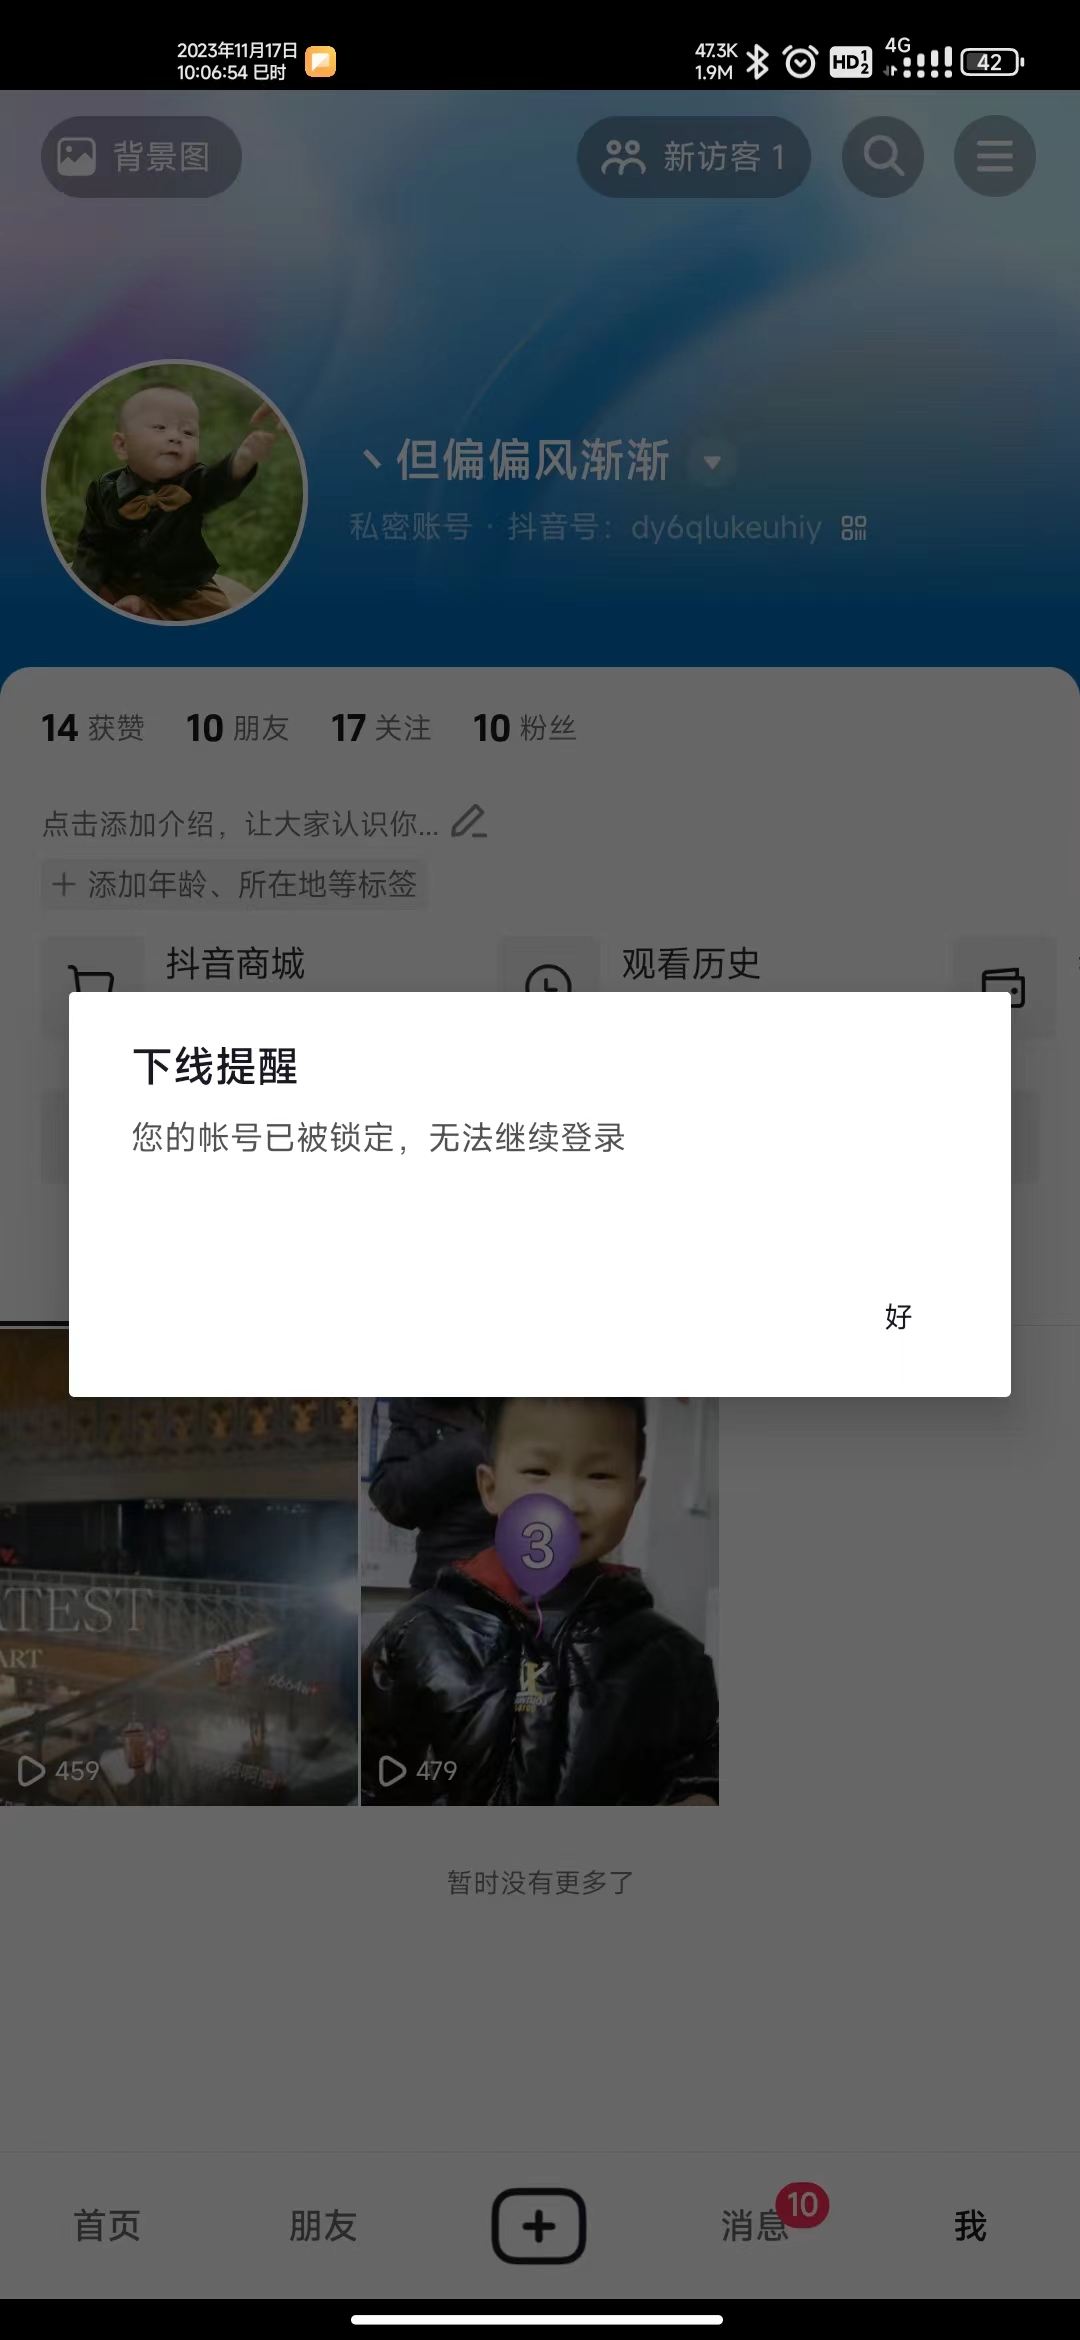 2023年11月17日
10:06:54 巳时
47.3K
1.9M
HD 1 2
4G
42
背景图
新访客 1
丶但偏偏风渐渐
私密账号 · 抖音号：dy6qlukeuhiy
14 获赞 10 朋友 17 关注 10 粉丝
点击添加介绍，让大家认识你...
+ 添加年龄、所在地等标签
抖音商城
观看历史
下线提醒
您的帐号已被锁定，无法继续登录
好
ATEST
ART
3
459
479
暂时没有更多了
首页
朋友
消息
10
我